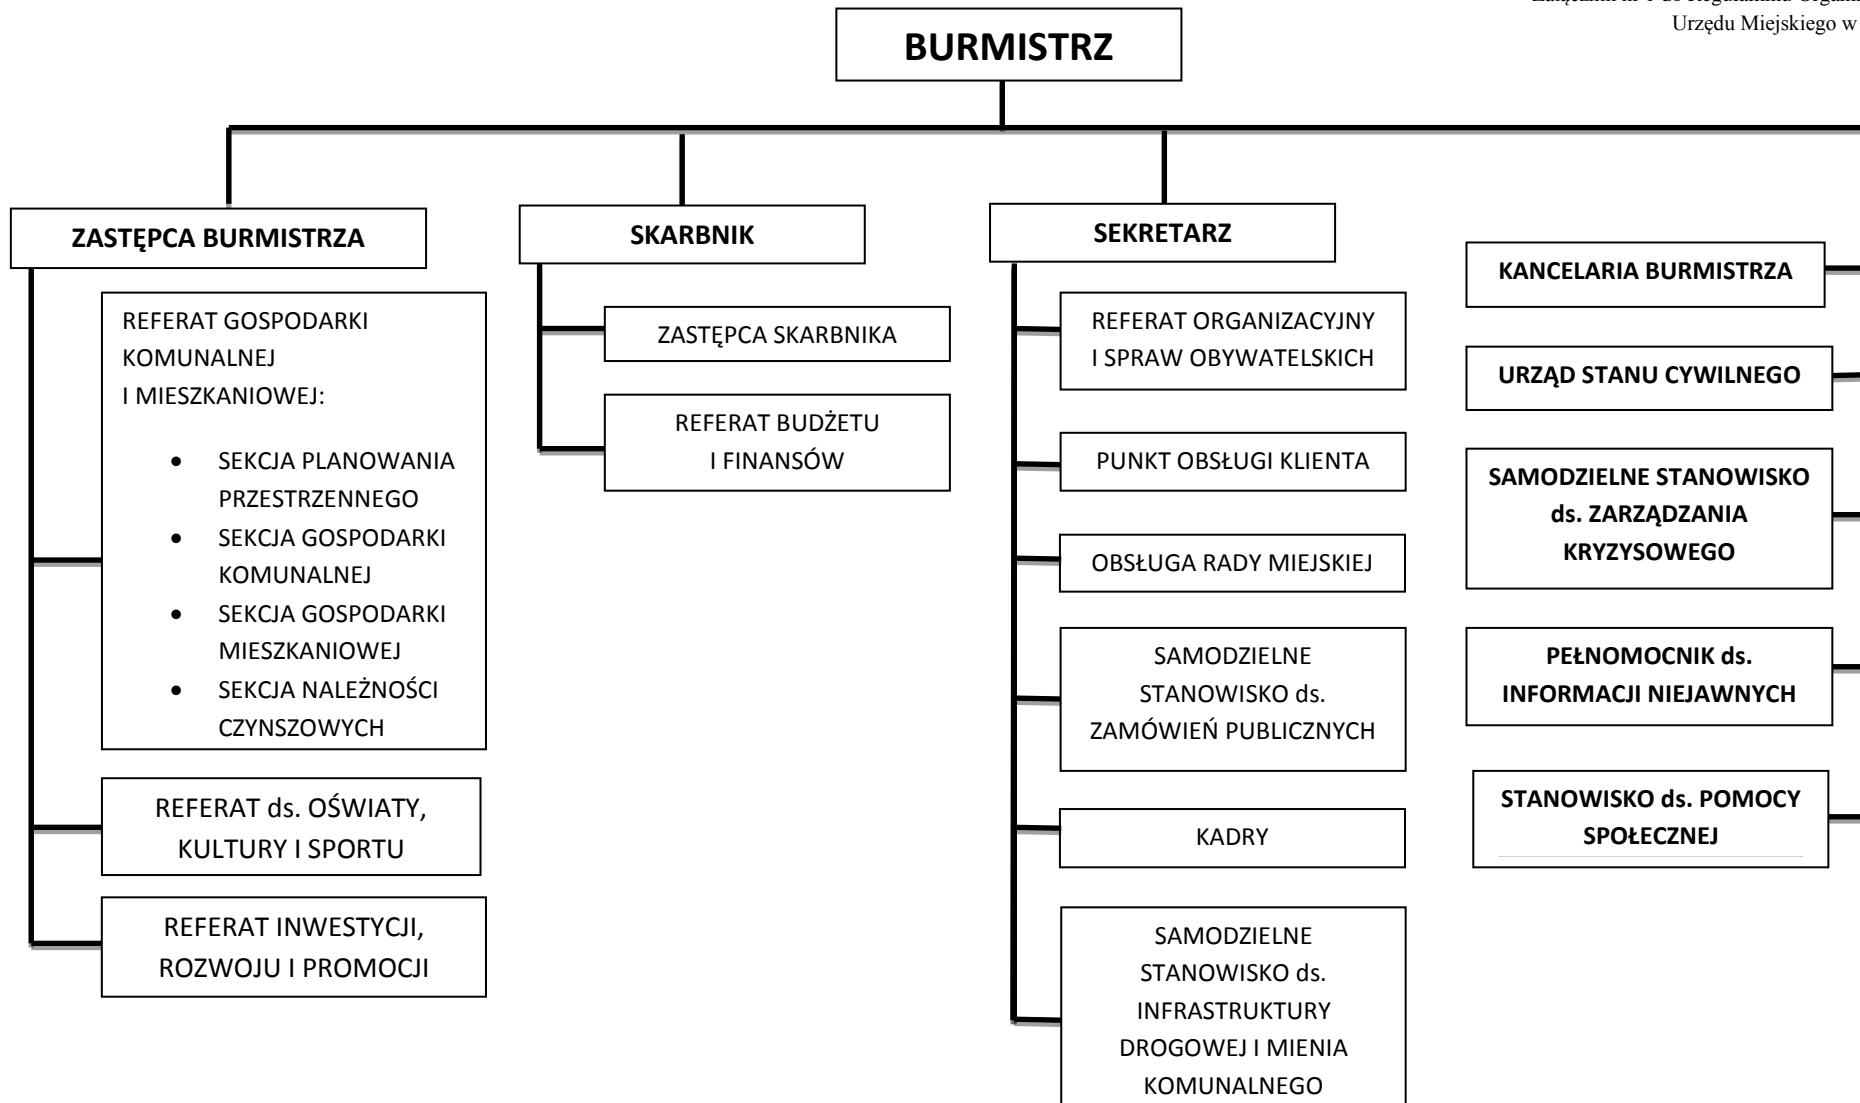 Urzędu Miejskiego w
BURMISTRZ
ZASTĘPCA BURMISTRZA
REFERAT GOSPODARKI
KOMUNALNEJ
I MIESZKANIOWEJ:
• SEKCJA PLANOWANIA
PRZESTRZENNEGO
• SEKCJA GOSPODARKI
KOMUNALNEJ
• SEKCJA GOSPODARKI
MIESZKANIOWEJ
• SEKCJA NALEŻNOŚCI
CZYNSZOWYCH
REFERAT ds. OŚWIATY,
KULTURY I SPORTU
REFERAT INWESTYCJI,
ROZWOJU I PROMOCJI
SKARBNIK
ZASTĘPCA SKARBNIKA
REFERAT BUDŻETU
I FINANSÓW
SEKRETARZ
REFERAT ORGANIZACYJNY
I SPRAW OBYWATELSKICH
PUNKT OBSŁUGI KLIENTA
OBSŁUGA RADY MIEJSKIEJ
SAMODZIELNE
STANOWISKO ds.
ZAMÓWIEŃ PUBLICZNYCH
KADRY
SAMODZIELNE
STANOWISKO ds.
INFRASTRUKTURY
DROGOWEJ I MIENIA
KOMUNALNEGO
KANCELARIA BURMISTRZA
URZĄD STANU CYWILNEGO
SAMODZIELNE STANOWISKO
ds. ZARZĄDZANIA
KRYZYSOWEGO
PEŁNOMOCNIK ds.
INFORMACJI NIEJAWNYCH
STANOWISKO ds. POMOCY
SPOŁECZNEJ